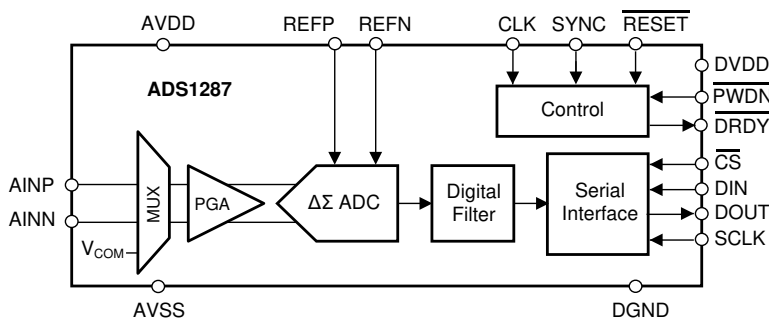 AVDD REFP REFN CLK SYNC RESET
ADS1287
DVDD
PWDN
DRDY
Control
CS
DIN
DOUT
SCLK
AINP
AINN
VCOM
MUX
PGA
ΔΣ ADC
Digital
Filter
Serial
Interface
AVSS
DGND